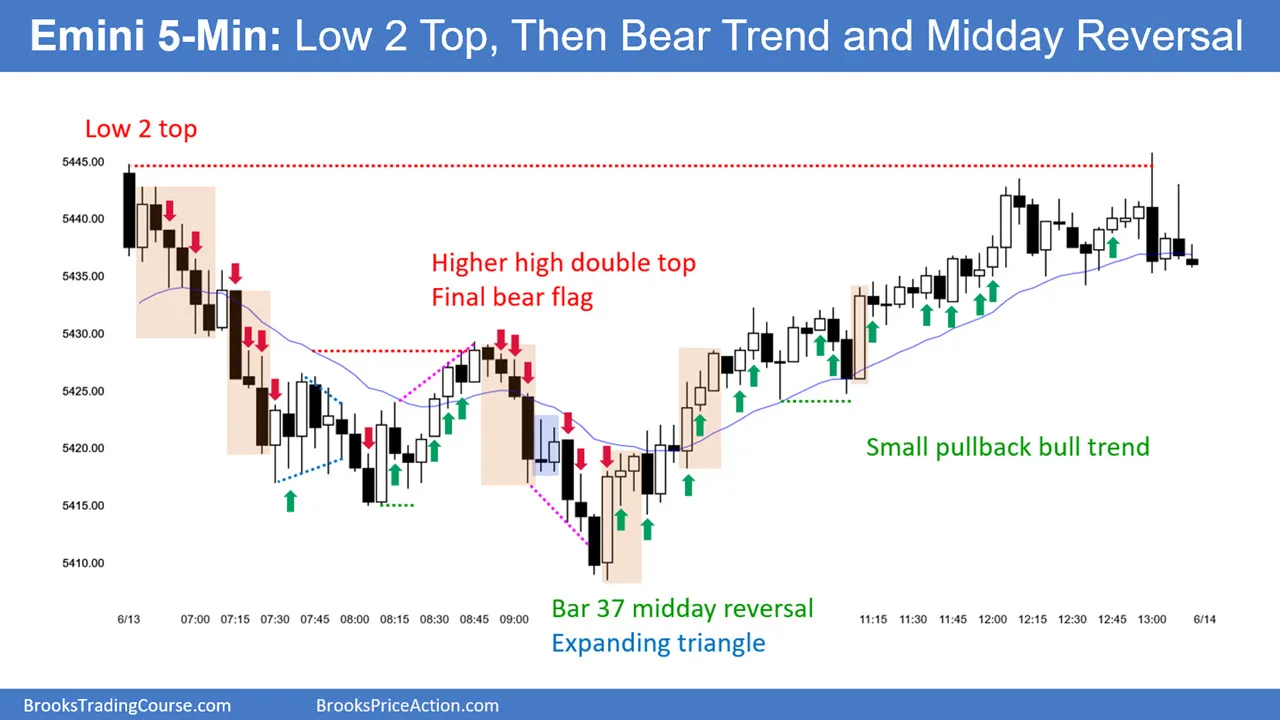 Emini 5-Min: Low 2 Top, Then Bear Trend and Midday Reversal
Low 2 top
5445.00
5440.00
5435.00
5430.00
5425.00
5420.00
5415.00
5410.00
Higher high double top
Final bear flag
Small pullback bull trend
Bar 37 midday reversal
Expanding triangle
6/13 07:00 07:15 07:30 07:45 08:00 08:15 08:30 08:45 09:00 11:15 11:30 11:45 12:00 12:15 12:30 12:45 13:00 6/14
BrooksTradingCourse.com BrooksPriceAction.com